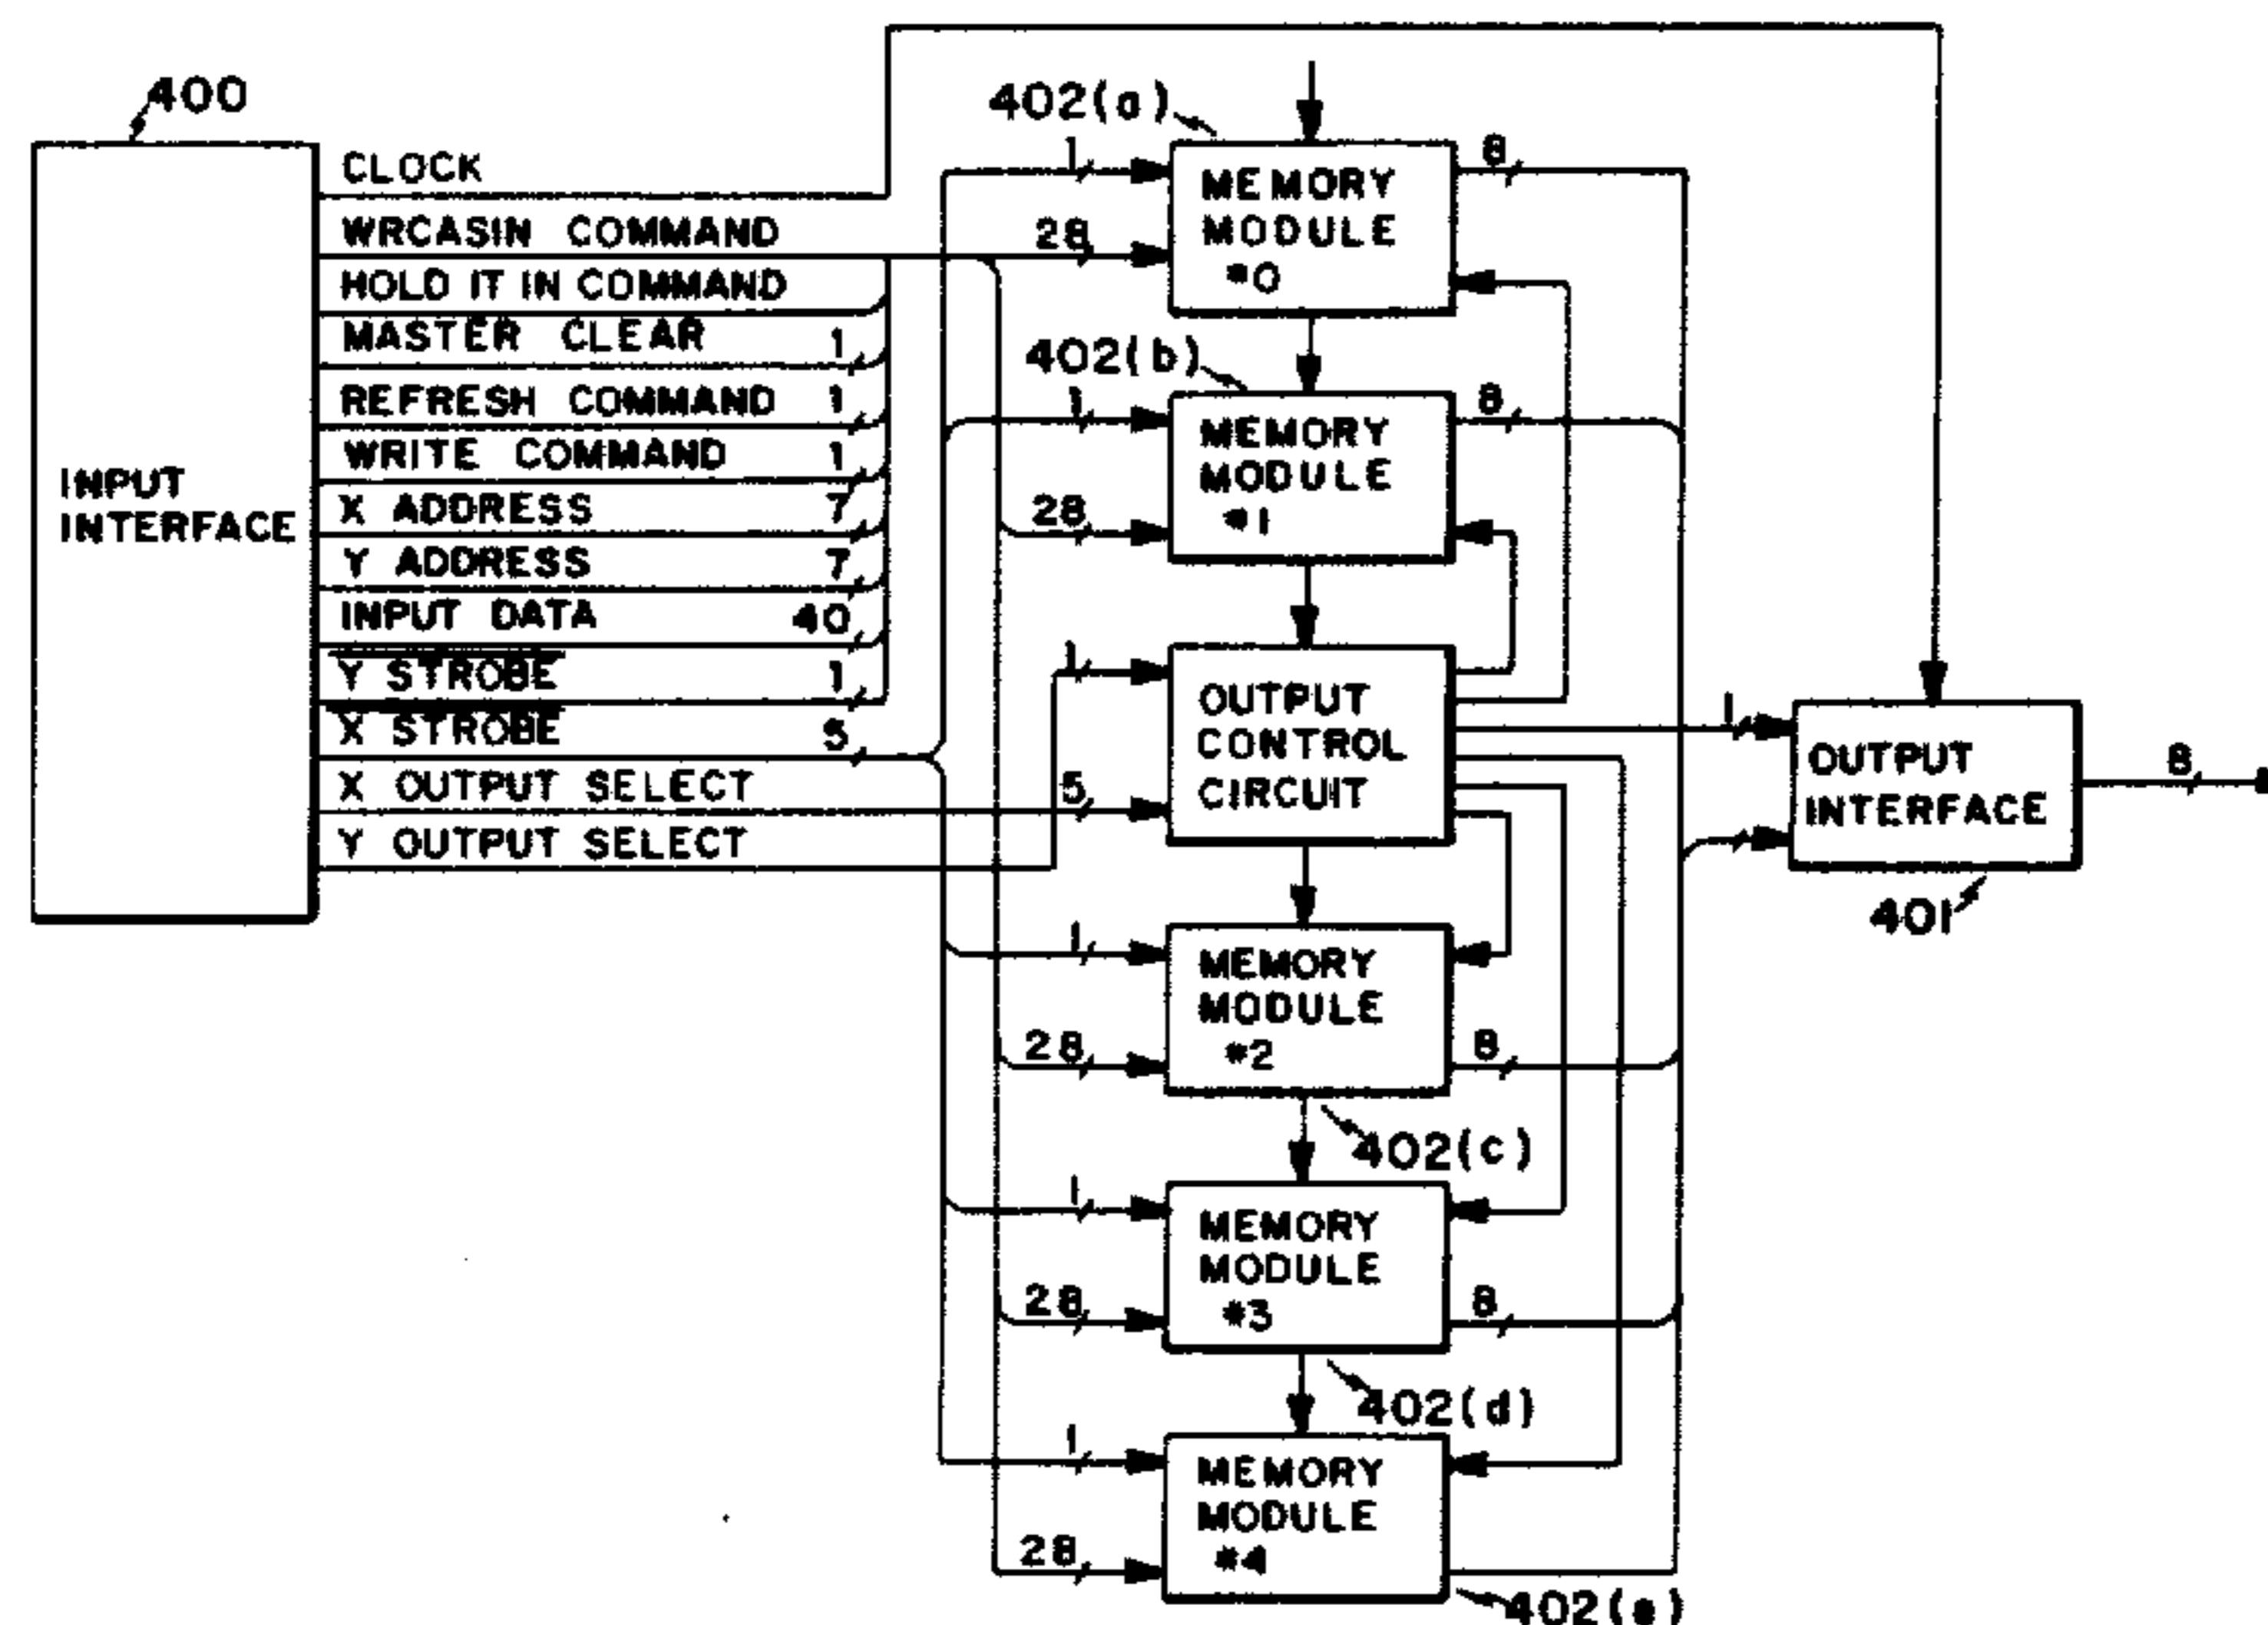 400
INPUT
INTERFACE
CLOCK
WRCASIN COMMAND
HOLD IT IN COMMAND
MASTER CLEAR 1
REFRESH COMMAND 1
WRITE COMMAND 1
X ADDRESS 7
Y ADDRESS 7
INPUT DATA 40
Y STROBE 1
X STROBE 5
X OUTPUT SELECT
Y OUTPUT SELECT
402(a)
1
28
MEMORY
MODULE
#0
8
402(b)
1
28
MEMORY
MODULE
#1
8
1
5
OUTPUT
CONTROL
CIRCUIT
1
OUTPUT
INTERFACE
8
401
1
28
MEMORY
MODULE
#2
8
402(c)
1
28
MEMORY
MODULE
#3
8
402(d)
1
28
MEMORY
MODULE
#4
402(e)